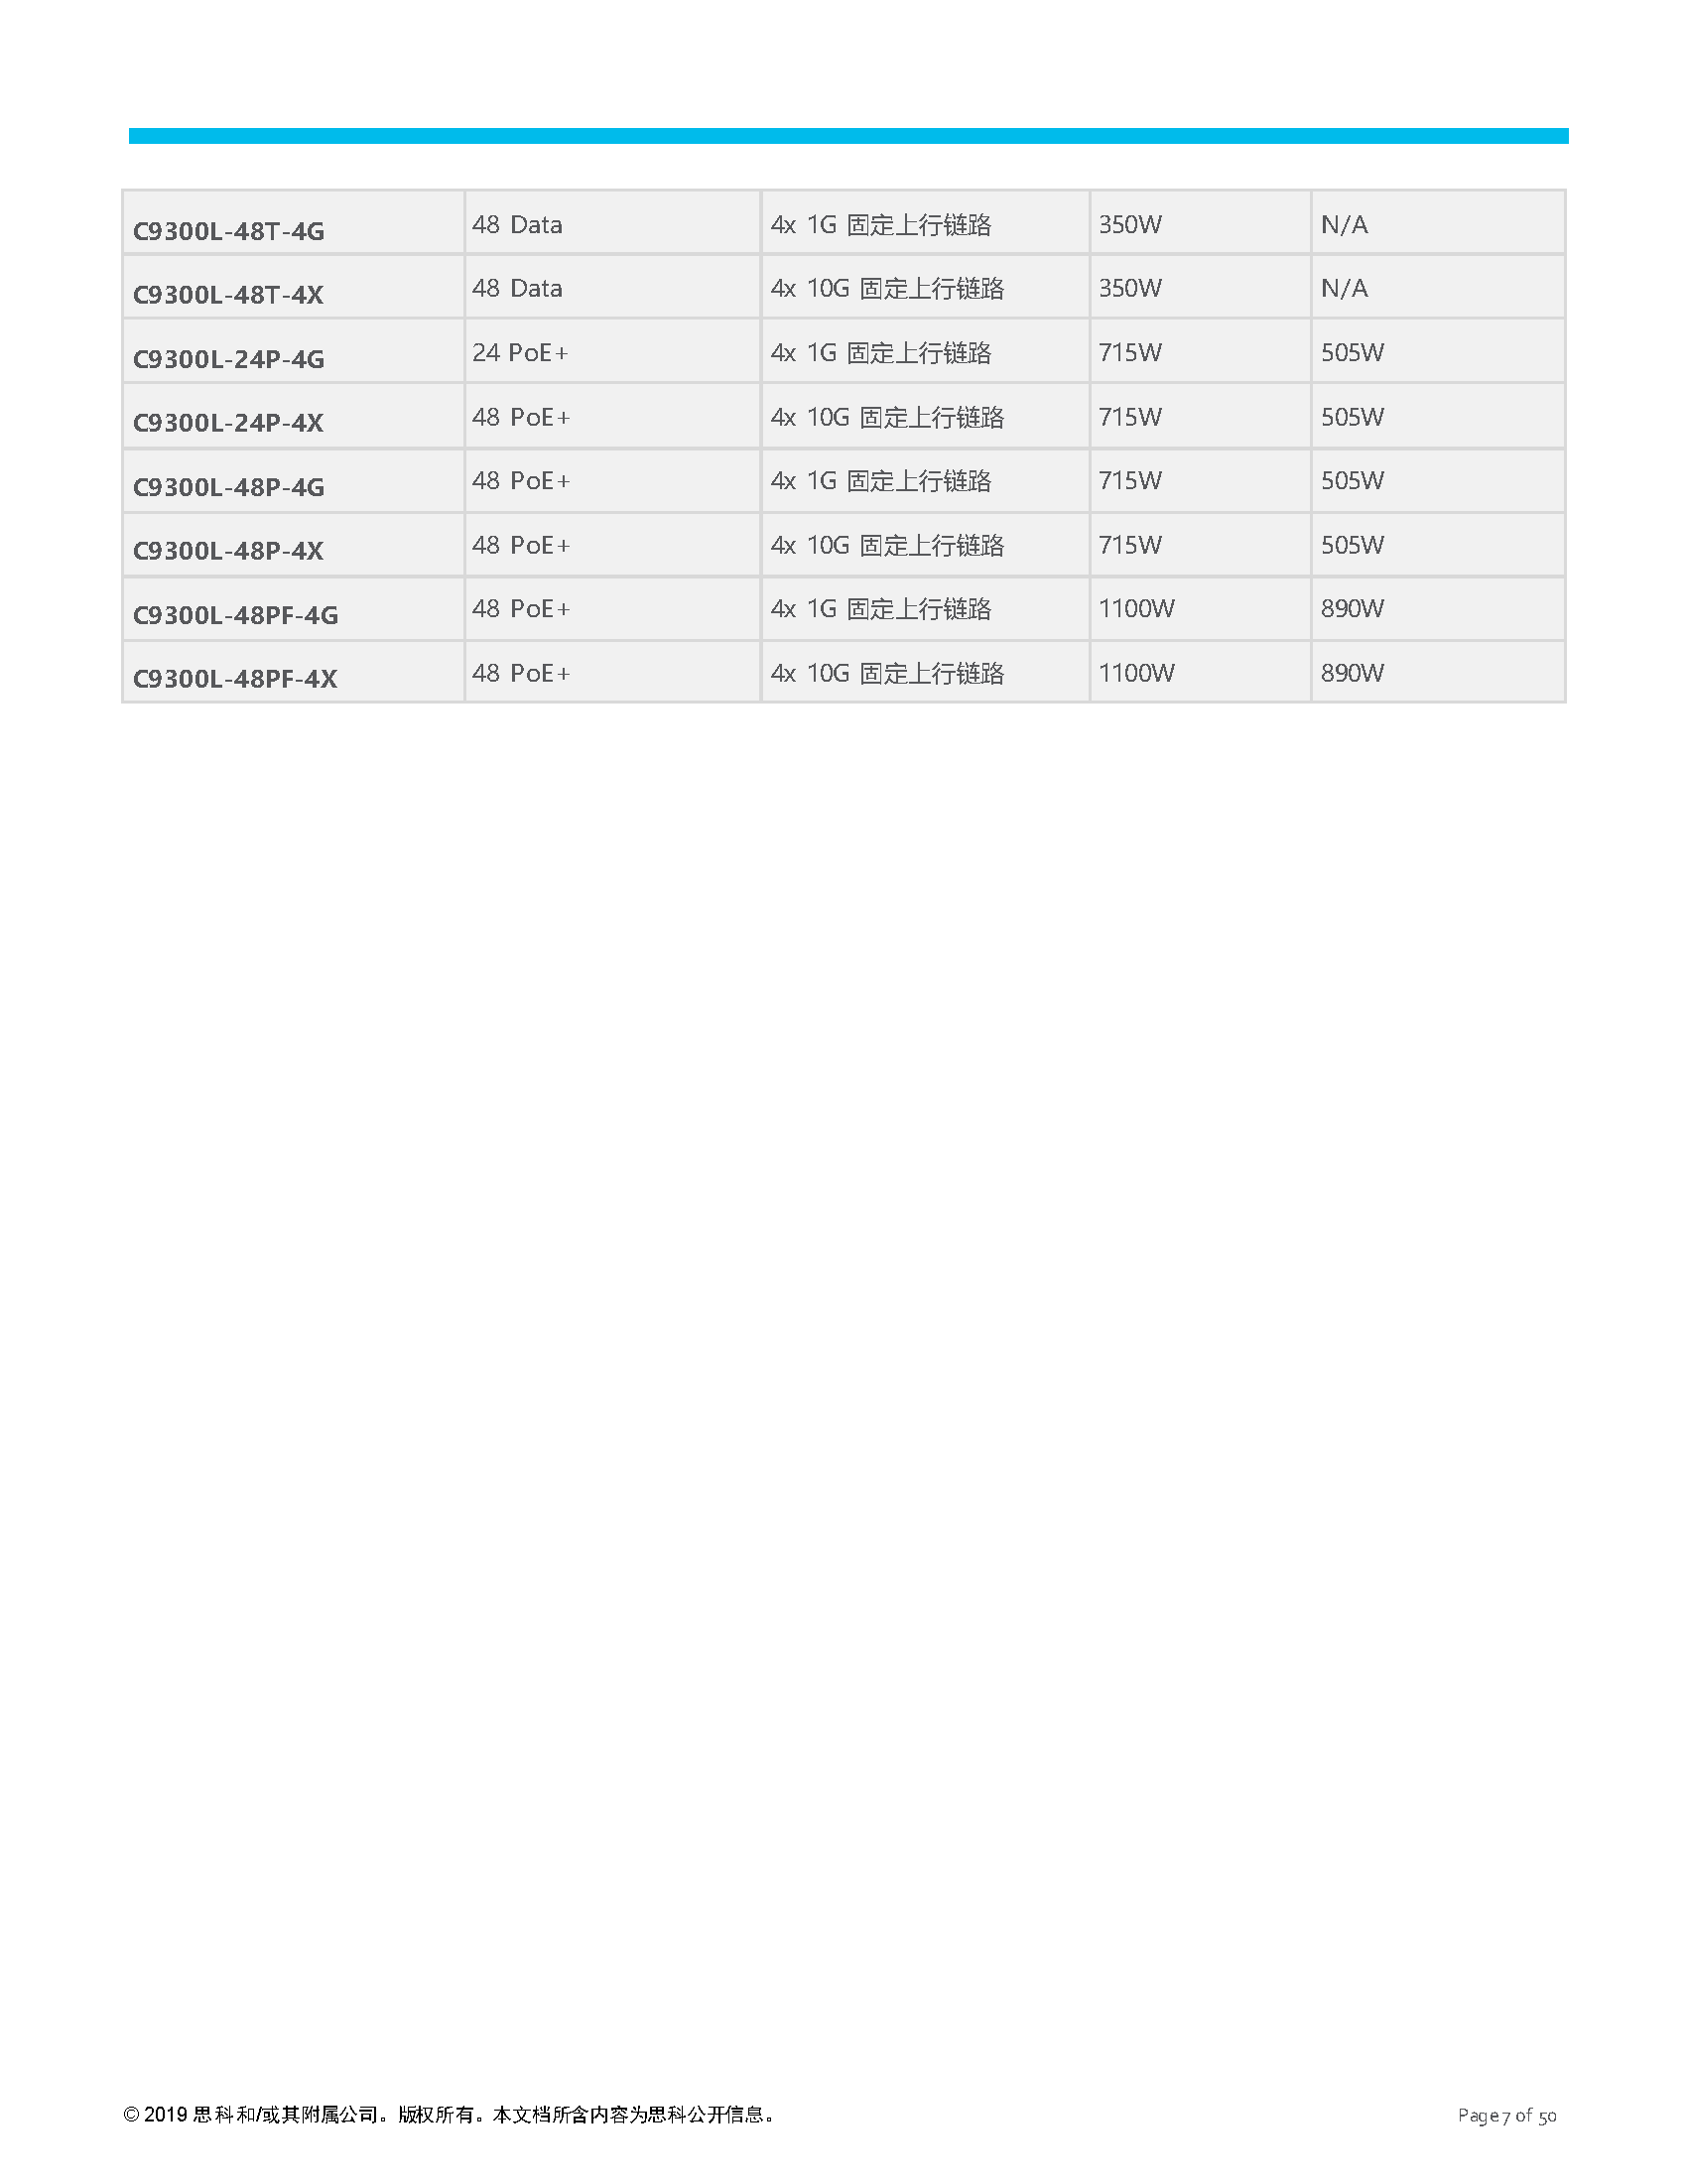 C9300L-48T-4G 48 Data 4x 1G 固定上行链路 350W N/A
C9300L-48T-4X 48 Data 4x 10G 固定上行链路 350W N/A
C9300L-24P-4G 24 PoE+ 4x 1G 固定上行链路 715W 505W
C9300L-24P-4X 48 PoE+ 4x 10G 固定上行链路 715W 505W
C9300L-48P-4G 48 PoE+ 4x 1G 固定上行链路 715W 505W
C9300L-48P-4X 48 PoE+ 4x 10G 固定上行链路 715W 505W
C9300L-48PF-4G 48 PoE+ 4x 1G 固定上行链路 1100W 890W
C9300L-48PF-4X 48 PoE+ 4x 10G 固定上行链路 1100W 890W
© 2019 思科和/或其附属公司。版权所有。本文档所含内容为思科公开信息。 Page 7 of 50